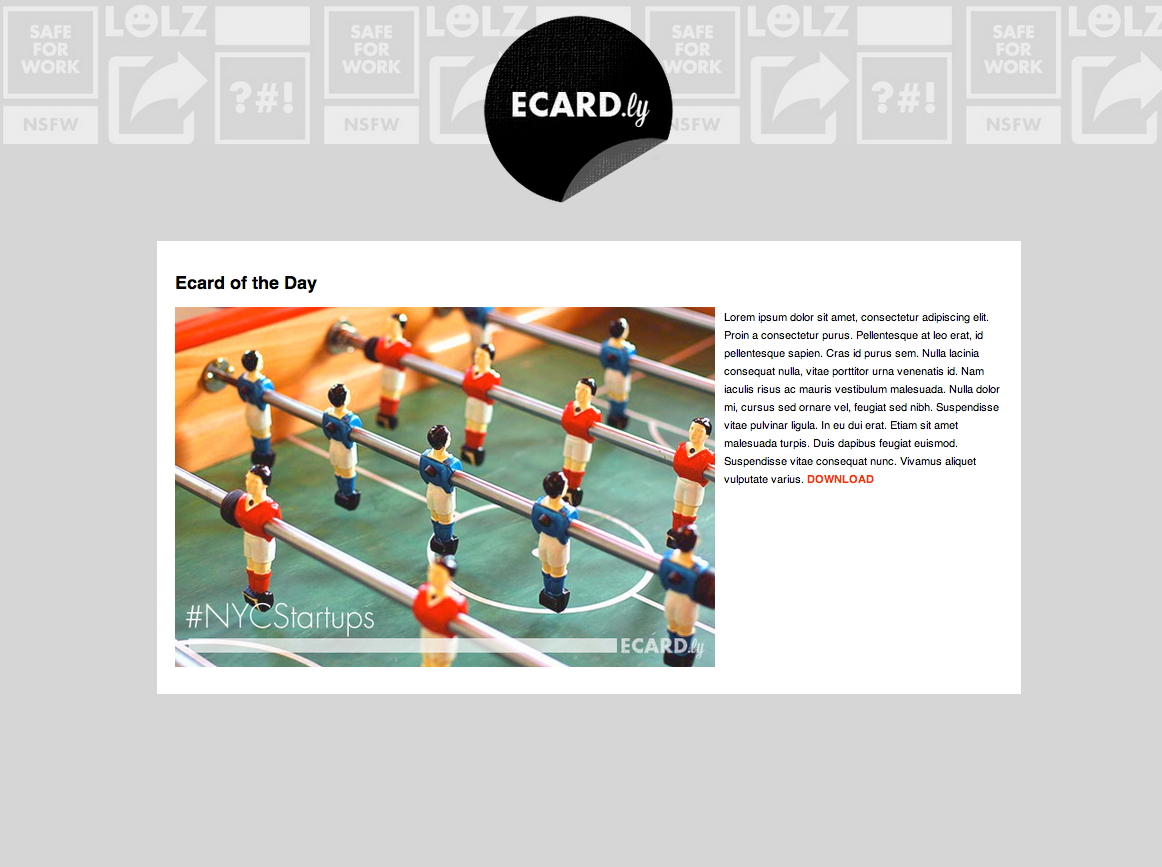 LOLZ LOLZ LOLZ LOLZ
SAFE FOR WORK SAFE FOR WORK SAFE FOR WORK SAFE FOR WORK
?#! ?#! ?#!
NSFW NSFW NSFW NSFW
ECARD.ly
Ecard of the Day
Lorem ipsum dolor sit amet, consectetur adipiscing elit.
Proin a consectetur purus. Pellentesque at leo erat, id
pellentesque sapien. Cras id purus sem. Nulla lacinia
consequat nulla, vitae porttitor urna venenatis id. Nam
iaculis risus ac mauris vestibulum malesuada. Nulla dolor
mi, cursus sed ornare vel, feugiat sed nibh. Suspendisse
vitae pulvinar ligula. In eu dui erat. Etiam sit amet
malesuada turpis. Duis dapibus feugiat euismod.
Suspendisse vitae consequat nunc. Vivamus aliquet
vulputate varius. DOWNLOAD
#NYCStartups
ECARD.ly